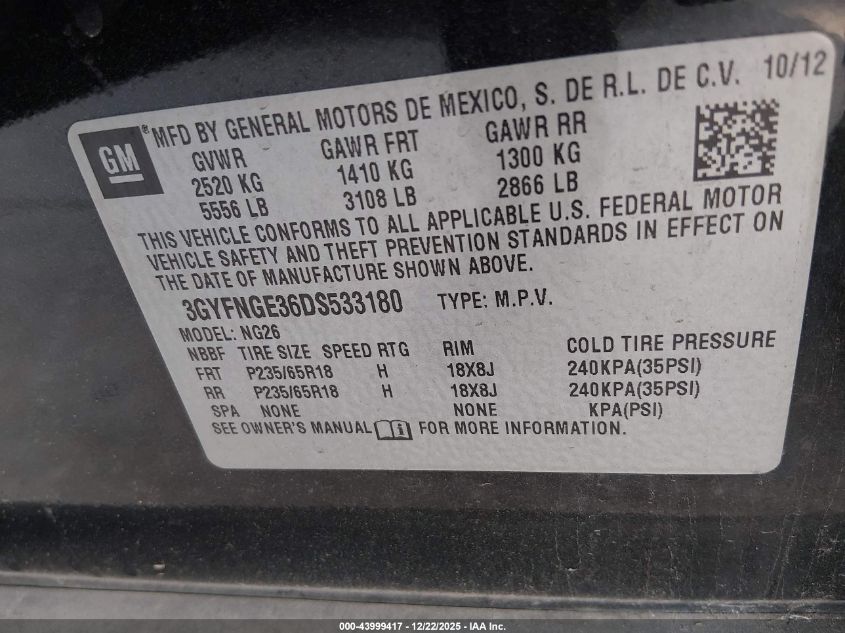 GM ® MFD BY GENERAL MOTORS DE MEXICO, S. DE R.L. DE C.V. 10/12
GVWR GAWR FRT GAWR RR
2520 KG 1410 KG 1300 KG
5556 LB 3108 LB 2866 LB
THIS VEHICLE CONFORMS TO ALL APPLICABLE U.S. FEDERAL MOTOR
VEHICLE SAFETY AND THEFT PREVENTION STANDARDS IN EFFECT ON
THE DATE OF MANUFACTURE SHOWN ABOVE.
3GYFNGE36DS533180 TYPE: M.P.V.
MODEL: NG26
NBBF TIRE SIZE SPEED RTG RIM COLD TIRE PRESSURE
FRT P235/65R18 H 18X8J 240KPA(35PSI)
RR P235/65R18 H 18X8J 240KPA(35PSI)
SPA NONE NONE KPA(PSI)
SEE OWNER'S MANUAL i FOR MORE INFORMATION.
000-43999417 - 12/22/2025 - IAA Inc.